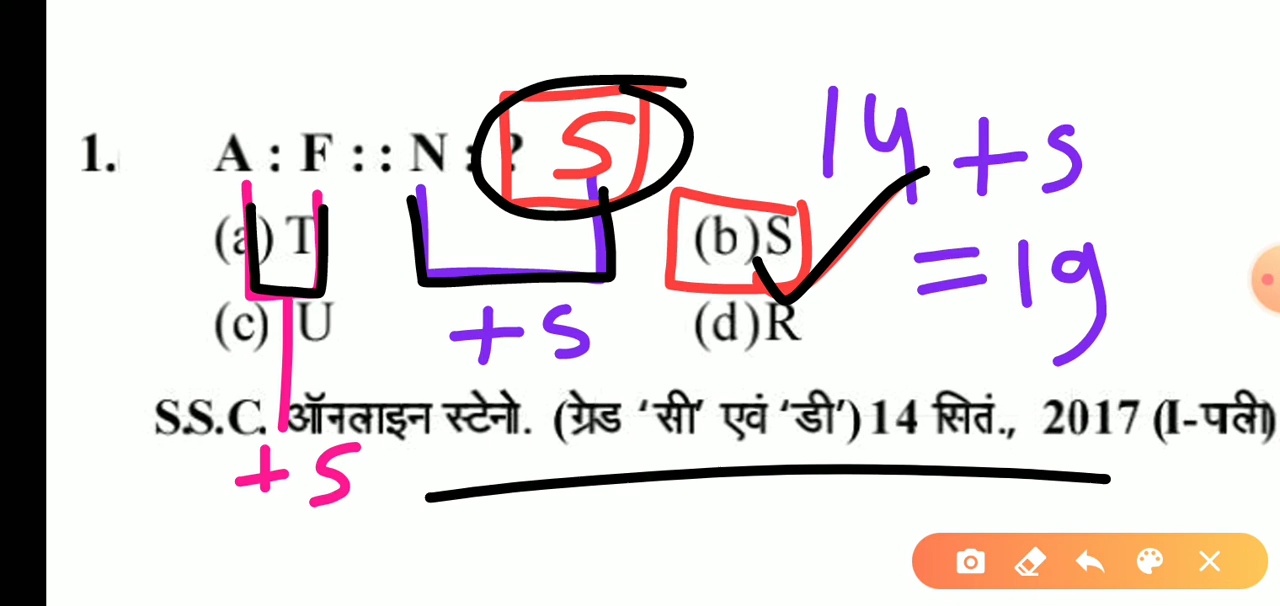 1. A : F : : N : ? S 14 + 5
(a) T (b) S = 19
(c) U + 5 (d) R
S.S.C. ऑनलाइन स्टेनो. (ग्रेड ‘सी’ एवं ‘डी’) 14 सितं., 2017 (I-पाली)
+ 5